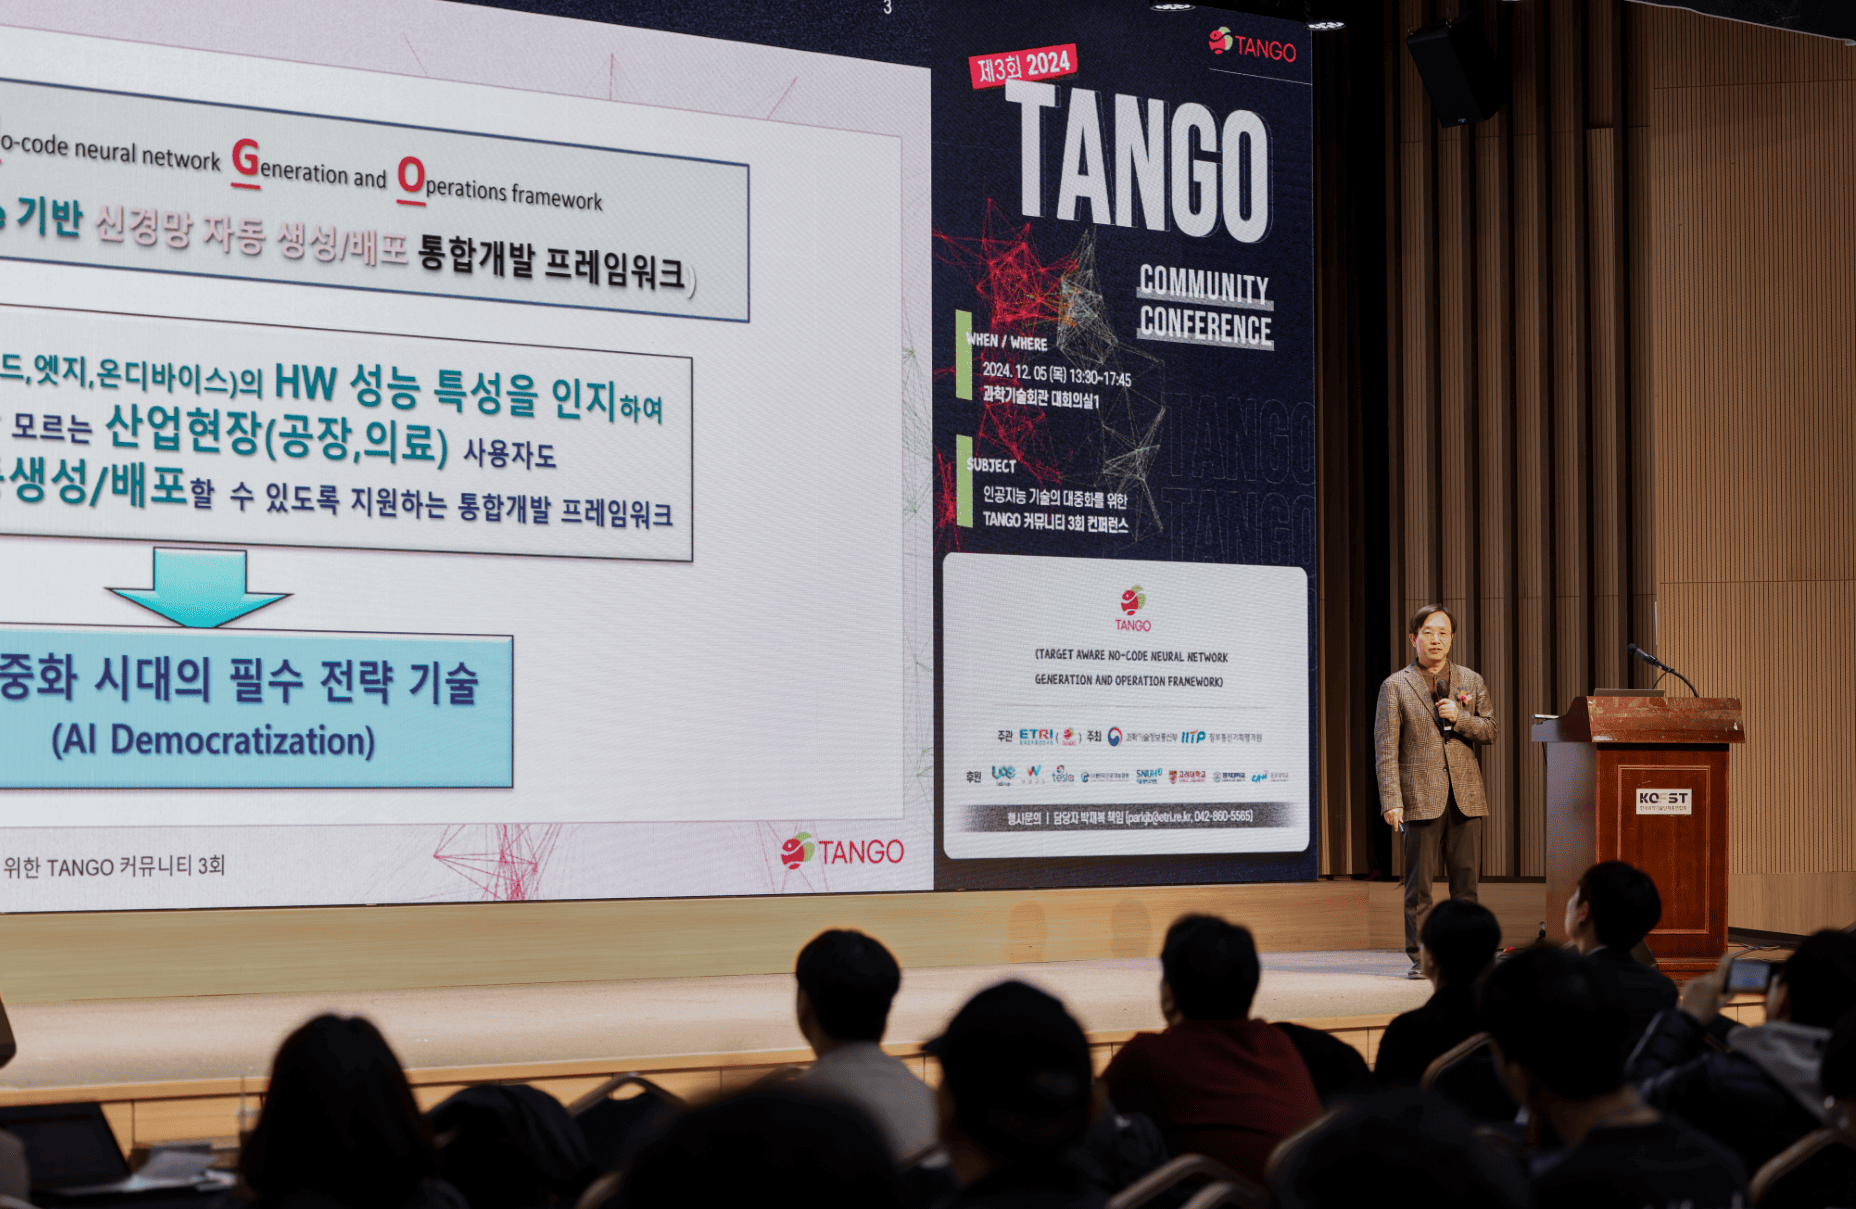 3
o-code neural network Generation and Operations framework
기반 신경망 자동 생성/배포 통합개발 프레임워크)
드,엣지,온디바이스)의 HW 성능 특성을 인지하여
모르는 산업현장(공장,의료) 사용자도
생성/배포할 수 있도록 지원하는 통합개발 프레임워크
중화 시대의 필수 전략 기술
(AI Democratization)
위한 TANGO 커뮤니티 3회
TANGO
TANGO
제3회 2024
TANGO
COMMUNITY
CONFERENCE
WHEN / WHERE
2024. 12. 05 (목) 13:30~17:45
과학기술회관 대회의실1
SUBJECT
인공지능 기술의 대중화를 위한
TANGO 커뮤니티 3회 컨퍼런스
TANGO
TANGO
TANGO
(TARGET AWARE NO-CODE NEURAL NETWORK
GENERATION AND OPERATION FRAMEWORK)
주관 ETRI ( ) 주최 과학기술정보통신부 IITP 정보통신기획평가원
후원 tesla SNUH 고려대학교
행사문의 | 담당자 박재복 책임 (parkjb@etri.re.kr, 042-860-5565)
KOFST